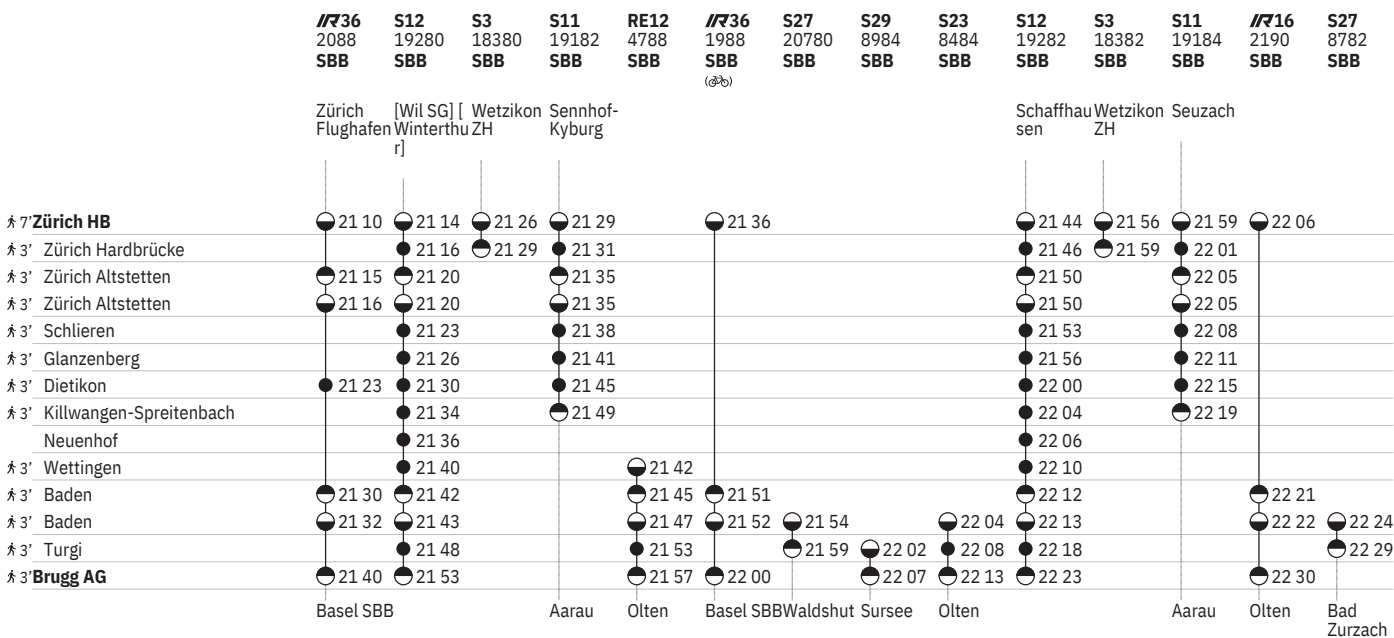 IR36 S12 S3 S11 RE12 IR36 S27 S29 S23 S12 S3 S11 IR16 S27
2088 19280 18380 19182 4788 1988 20780 8984 8484 19282 18382 19184 2190 8782
SBB SBB SBB SBB SBB SBB SBB SBB SBB SBB SBB SBB SBB SBB
Zürich [Wil SG] [ Wetzikon Sennhof- Schaffhau Wetzikon Seuzach
Flughafen Winterthu ZH Kyburg sen ZH
r]
7’ Zürich HB 21 10 21 14 21 26 21 29 21 36 21 44 21 56 21 59 22 06
3’ Zürich Hardbrücke 21 16 21 29 21 31 21 46 21 59 22 01
3’ Zürich Altstetten 21 15 21 20 21 35 21 50 22 05
3’ Zürich Altstetten 21 16 21 20 21 35 21 50 22 05
3’ Schlieren 21 23 21 38 21 53 22 08
3’ Glanzenberg 21 26 21 41 21 56 22 11
3’ Dietikon 21 23 21 30 21 45 22 00 22 15
3’ Killwangen-Spreitenbach 21 34 21 49 22 04 22 19
Neuenhof 21 36 22 06
3’ Wettingen 21 40 21 42 22 10
3’ Baden 21 30 21 42 21 45 21 51 22 12 22 21
3’ Baden 21 32 21 43 21 47 21 52 21 54 22 04 22 13 22 22 22 24
3’ Turgi 21 48 21 53 21 59 22 02 22 08 22 18 22 29
3’ Brugg AG 21 40 21 53 21 57 22 00 22 07 22 13 22 23 22 30
Basel SBB Aarau Olten Basel SBB Waldshut Sursee Olten Aarau Olten Bad
Zurzach